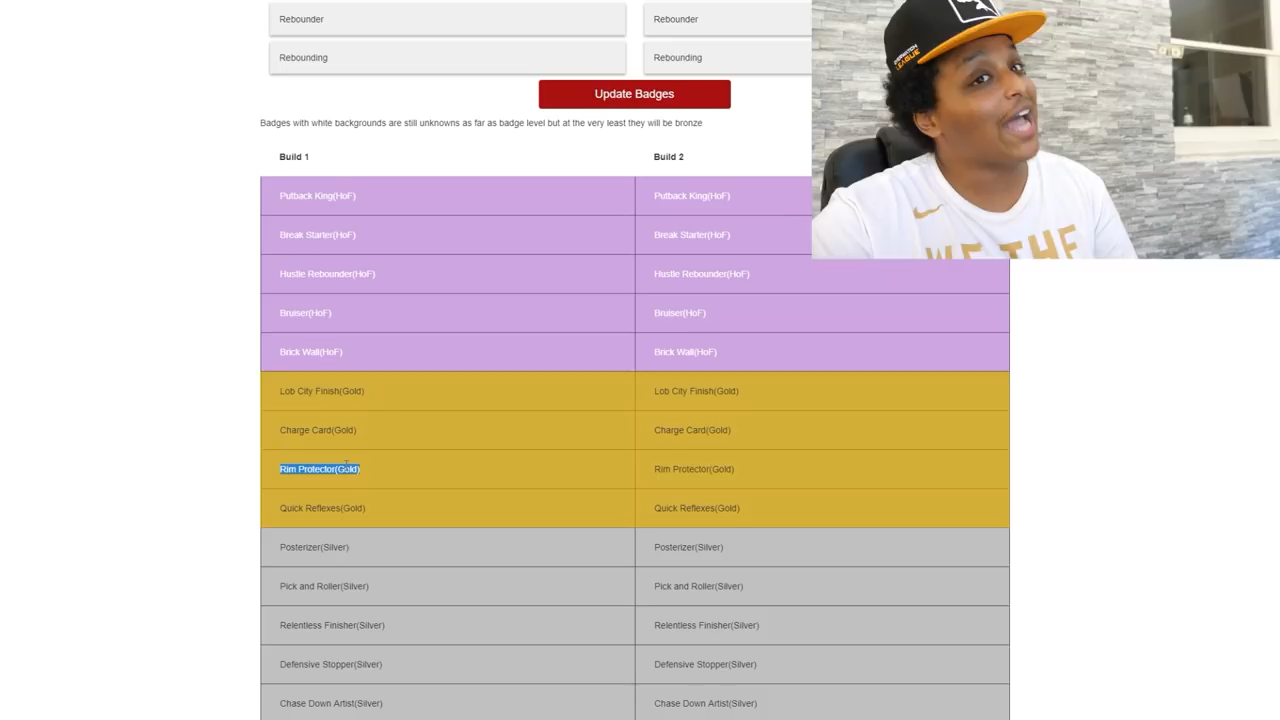 Rebounder Rebounder
Rebounding Rebounding
Update Badges
Badges with white backgrounds are still unknowns as far as badge level but at the very least they will be bronze
Build 1 Build 2
Putback King(HoF) Putback King(HoF)
Break Starter(HoF) Break Starter(HoF)
Hustle Rebounder(HoF) Hustle Rebounder(HoF)
Bruiser(HoF) Bruiser(HoF)
Brick Wall(HoF) Brick Wall(HoF)
Lob City Finish(Gold) Lob City Finish(Gold)
Charge Card(Gold) Charge Card(Gold)
Rim Protector(Gold) Rim Protector(Gold)
Quick Reflexes(Gold) Quick Reflexes(Gold)
Posterizer(Silver) Posterizer(Silver)
Pick and Roller(Silver) Pick and Roller(Silver)
Relentless Finisher(Silver) Relentless Finisher(Silver)
Defensive Stopper(Silver) Defensive Stopper(Silver)
Chase Down Artist(Silver) Chase Down Artist(Silver)
OVERWATCH
LEAGUE
WE THE